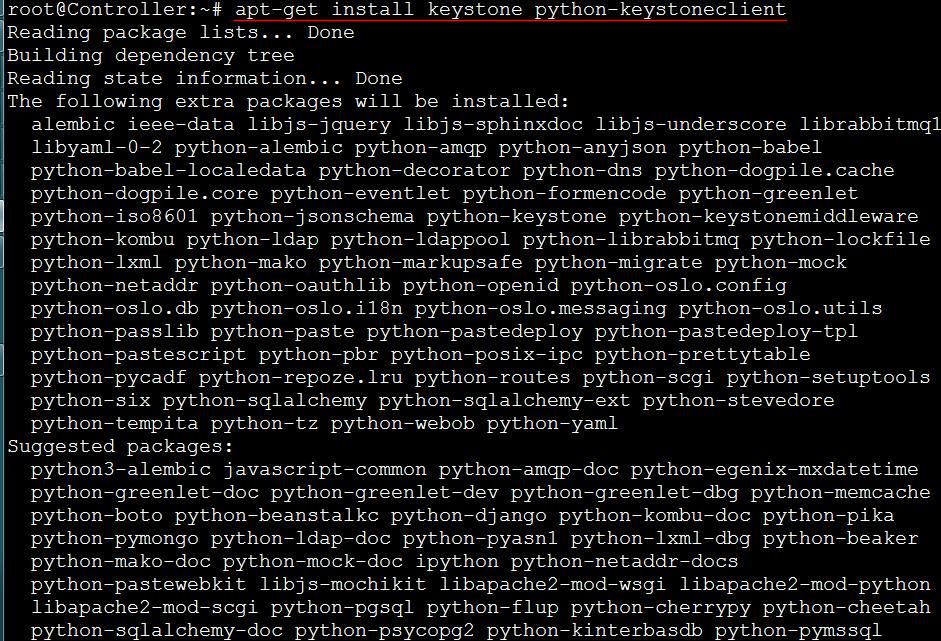 root@Controller:~# apt-get install keystone python-keystoneclient
Reading package lists... Done
Building dependency tree
Reading state information... Done
The following extra packages will be installed:
  alembic ieee-data libjs-jquery libjs-sphinxdoc libjs-underscore librabbitmq1
  libyaml-0-2 python-alembic python-amqp python-anyjson python-babel
  python-babel-localedata python-decorator python-dns python-dogpile.cache
  python-dogpile.core python-eventlet python-formencode python-greenlet
  python-iso8601 python-jsonschema python-keystone python-keystonemiddleware
  python-kombu python-ldap python-ldappool python-librabbitmq python-lockfile
  python-lxml python-mako python-markupsafe python-migrate python-mock
  python-netaddr python-oauthlib python-openid python-oslo.config
  python-oslo.db python-oslo.i18n python-oslo.messaging python-oslo.utils
  python-passlib python-paste python-pastedeploy python-pastedeploy-tpl
  python-pastescript python-pbr python-posix-ipc python-prettytable
  python-pycadf python-repoze.lru python-routes python-scgi python-setuptools
  python-six python-sqlalchemy python-sqlalchemy-ext python-stevedore
  python-tempita python-tz python-webob python-yaml
Suggested packages:
  python3-alembic javascript-common python-amqp-doc python-egenix-mxdatetime
  python-greenlet-doc python-greenlet-dev python-greenlet-dbg python-memcache
  python-boto python-beanstalkc python-django python-kombu-doc python-pika
  python-pymongo python-ldap-doc python-pyasn1 python-lxml-dbg python-beaker
  python-mako-doc python-mock-doc ipython python-netaddr-docs
  python-pastewebkit libjs-mochikit libapache2-mod-wsgi libapache2-mod-python
  libapache2-mod-scgi python-pgsql python-flup python-cherrypy python-cheetah
  python-sqlalchemy-doc python-psycopg2 python-kinterbasdb python-pymssql